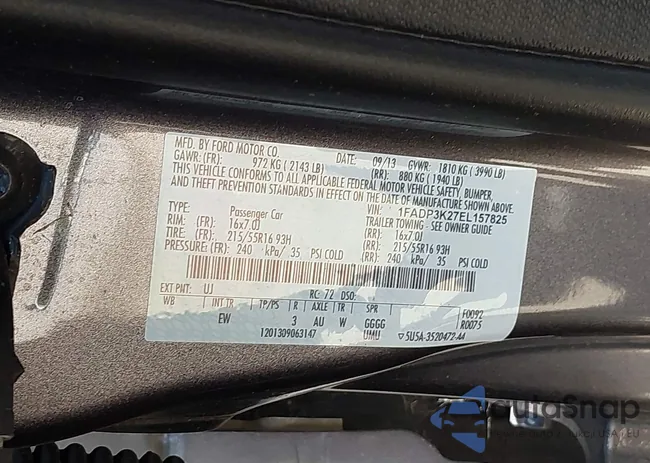 MFD. BY FORD MOTOR CO.
DATE: 09/13 GVWR: 1810 KG ( 3990 LB)
GAWR: (FR) 972 KG ( 2143 LB) (RR) 880 KG (1940 LB)
THIS VEHICLE CONFORMS TO ALL APPLICABLE FEDERAL MOTOR VEHICLE SAFETY, BUMPER,
AND THEFT PREVENTION STANDARDS IN EFFECT ON THE DATE OF MANUFACTURE SHOWN ABOVE.
VIN: 1FADP3K27EL157825
TYPE: Passenger Car TRAILER TOWING - SEE OWNER GUIDE
RIM: (FR) 16x7.0J (RR) 16x7.0J
TIRE: (FR) 215/55R16 93H (RR) 215/55R16 93H
PRESSURE: (FR) 240 kPa/ 35 PSI COLD (RR) 240 kPa/ 35 PSI COLD
EXT PNT: UJ RC: 72 DSO:
WB INT TR TP/PS R AXLE TR SPR F0092
EW 3 AU W GGGG R0075
1201309063147 UMU 5U5A-3520472-AA
autoSnap